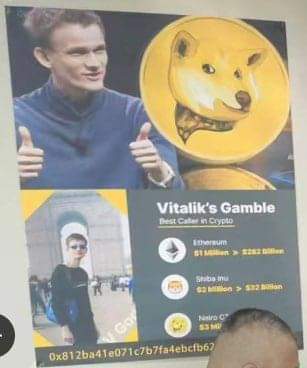 Vitalik's Gamble
Best Caller in Crypto
Ethereum
$1 Million > $282 Billion
Shiba Inu
$2 Million > $32 Billion
Neiro
$3
0x812ba41e071c7b7fa4ebcfb62